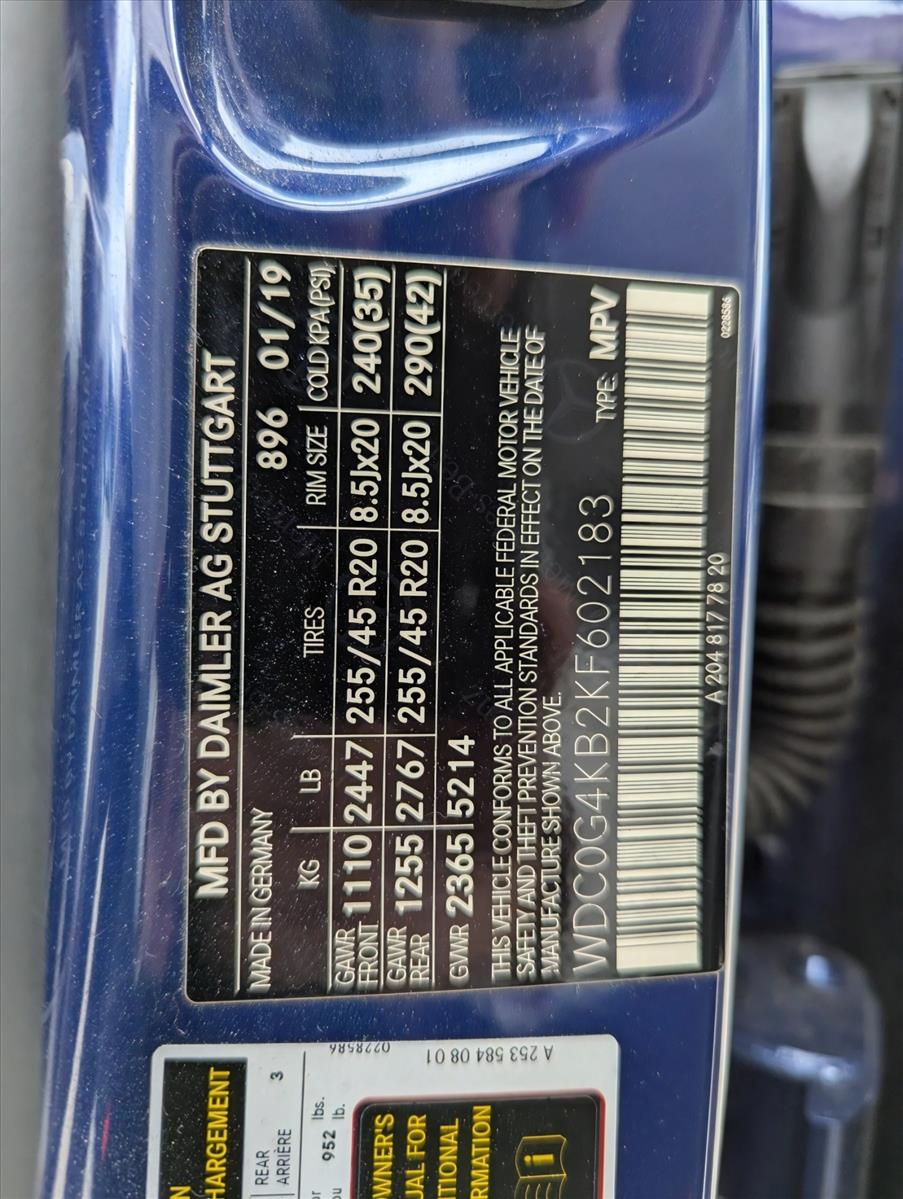 MFD BY DAIMLER AG STUTTGART
MADE IN GERMANY 896 01/19
KG LB TIRES RIM SIZE COLD KPA(PSI)
GAWR FRONT 1110 2447 255/45 R20 8.5Jx20 240(35)
GAWR REAR 1255 2767 255/45 R20 8.5Jx20 290(42)
GVWR 2365 5214
THIS VEHICLE CONFORMS TO ALL APPLICABLE FEDERAL MOTOR VEHICLE
SAFETY AND THEFT PREVENTION STANDARDS IN EFFECT ON THE DATE OF
MANUFACTURE SHOWN ABOVE.
WDC0G4KB2KF602183 TYPE: MPV
A 204 817 78 20
0228586
HARGEMENT
REAR
ARRIÈRE 3
952 lbs.
lb.
0228586
A 253 584 08 01